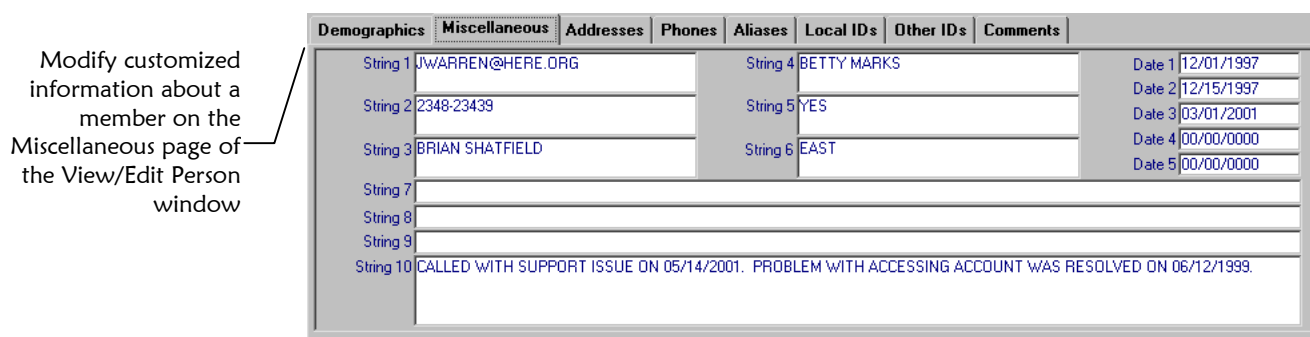 Modify customized
information about a
member on the
Miscellaneous page of
the View/Edit Person
window
Demographics Miscellaneous Addresses Phones Aliases Local IDs Other IDs Comments
String 1 JWARREN@HERE.ORG String 4 BETTY MARKS Date 1 12/01/1997
Date 2 12/15/1997
String 2 2348-23439 String 5 YES Date 3 03/01/2001
String 3 BRIAN SHATFIELD String 6 EAST Date 4 00/00/0000
Date 5 00/00/0000
String 7
String 8
String 9
String 10 CALLED WITH SUPPORT ISSUE ON 05/14/2001. PROBLEM WITH ACCESSING ACCOUNT WAS RESOLVED ON 06/12/1999.